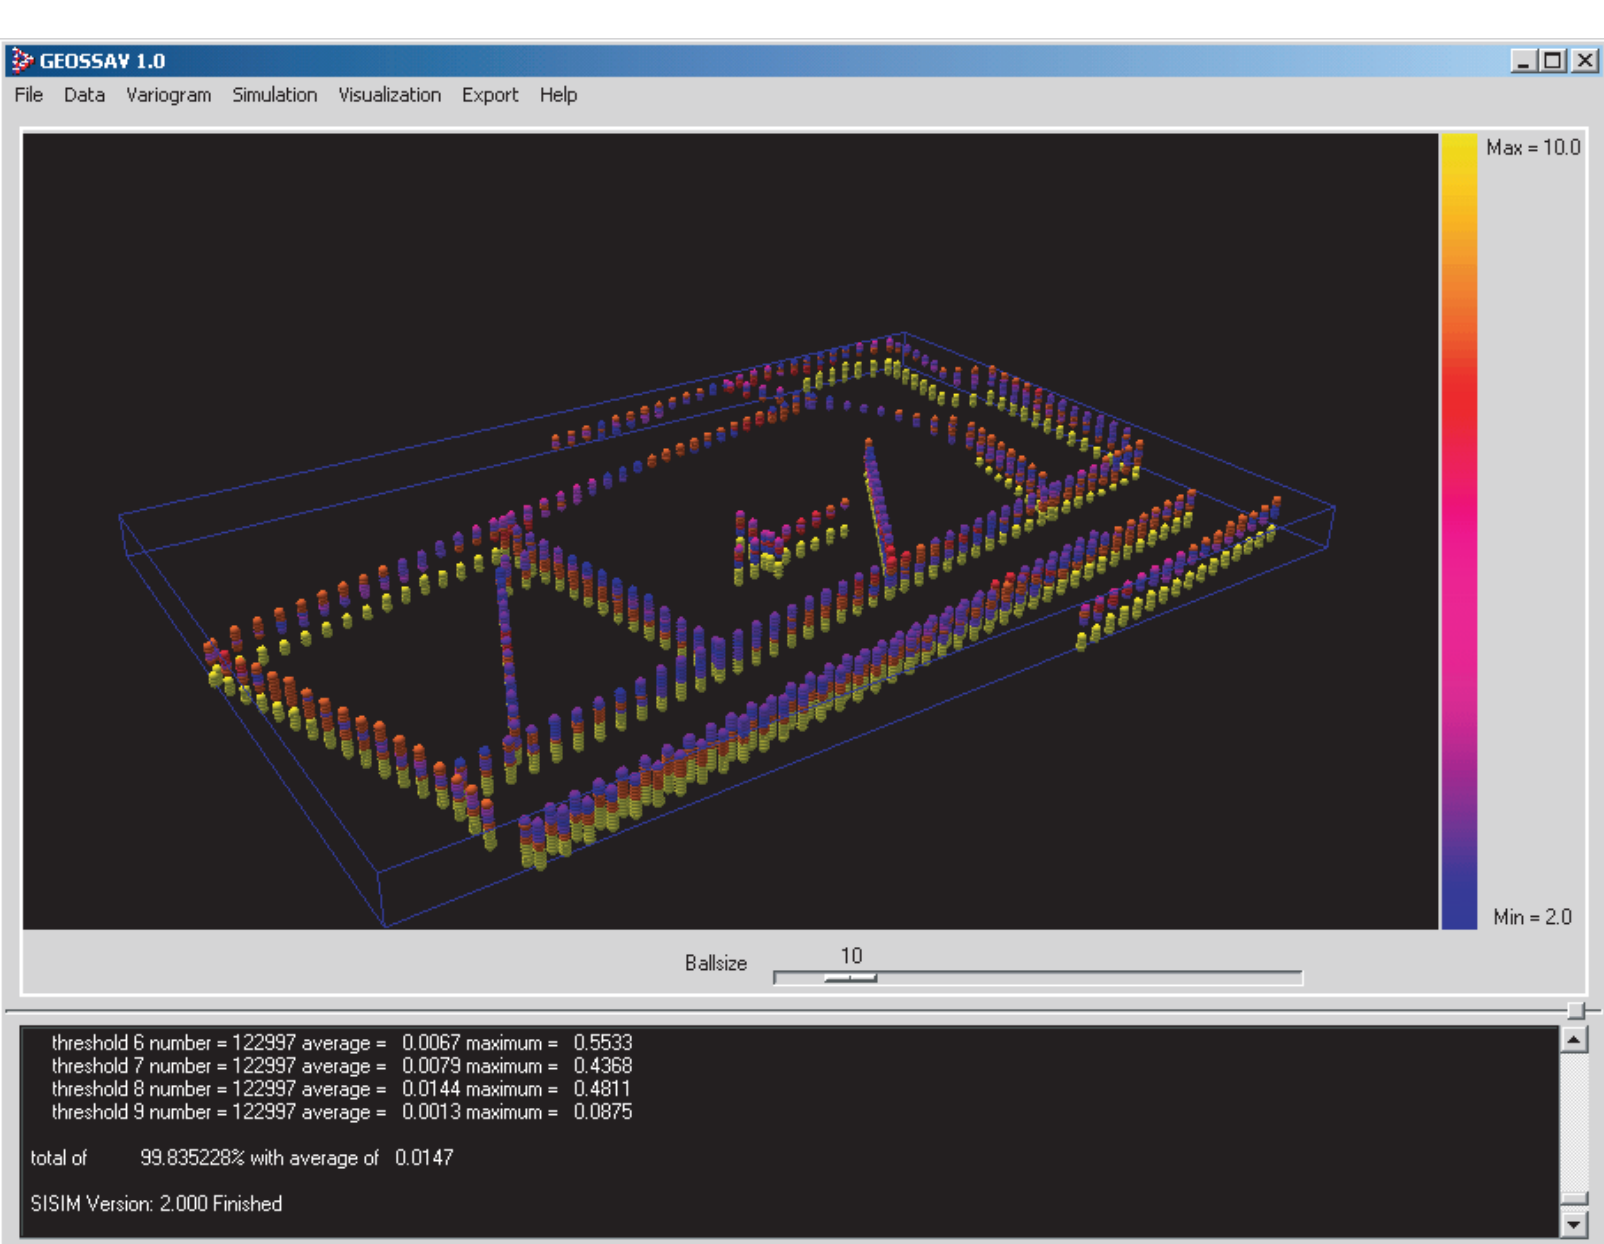 GEOSSAV 1.0
File Data Variogram Simulation Visualization Export Help
Max = 10.0
Min = 2.0
10
Ballsize
threshold 6 number = 122997 average = 0.0067 maximum = 0.5533
threshold 7 number = 122997 average = 0.0079 maximum = 0.4368
threshold 8 number = 122997 average = 0.0144 maximum = 0.4811
threshold 9 number = 122997 average = 0.0013 maximum = 0.0875
total of 99.835228% with average of 0.0147
SISIM Version: 2.000 Finished